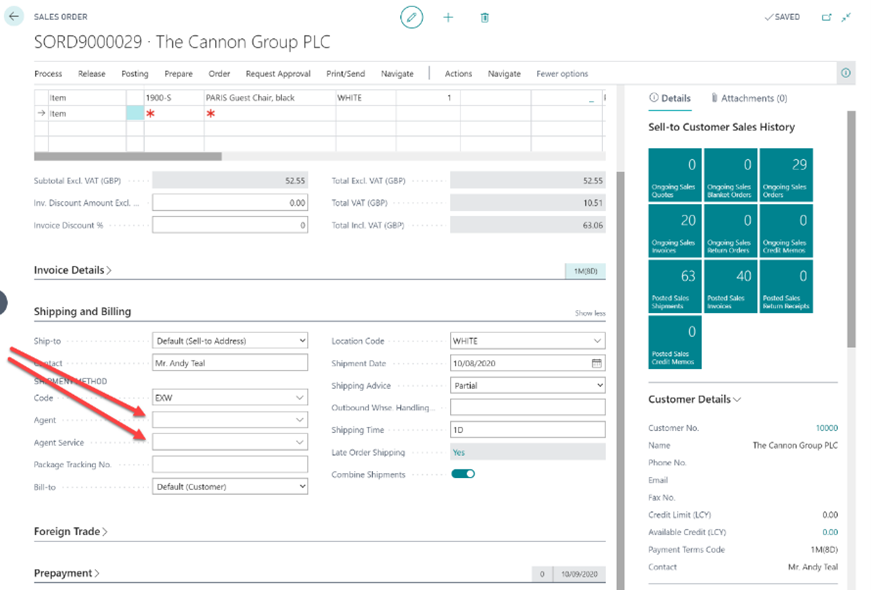 SALES ORDER
SAVED
SORD9000029 · The Cannon Group PLC
Process Release Posting Prepare Order Request Approval Print/Send Navigate Actions Navigate Fewer options
Item 1900-S PARIS Guest Chair, black WHITE 1
Item * *
Subtotal Excl. VAT (GBP) 52.55 Total Excl. VAT (GBP) 52.55
Inv. Discount Amount Excl. ... 0.00 Total VAT (GBP) 10.51
Invoice Discount % 0 Total Incl. VAT (GBP) 63.06
Invoice Details
1M(8D)
Shipping and Billing
Show less
Ship-to Default (Sell-to Address) Location Code WHITE
Contact Mr. Andy Teal Shipment Date 10/08/2020
SHIPMENT METHOD
Shipping Advice Partial
Code EXW
Outbound Whse. Handling...
Agent
Shipping Time 1D
Agent Service
Late Order Shipping Yes
Package Tracking No.
Combine Shipments
Bill-to Default (Customer)
Foreign Trade
Prepayment 0 10/09/2020
Details Attachments (0)
Sell-to Customer Sales History
0 0 29
Ongoing Sales Quotes Ongoing Sales Blanket Orders Ongoing Sales Orders
20 0 0
Ongoing Sales Invoices Ongoing Sales Return Orders Ongoing Sales Credit Memos
63 40 0
Posted Sales Shipments Posted Sales Invoices Posted Sales Return Receipts
0
Posted Sales Credit Memos
Customer Details
Customer No. 10000
Name The Cannon Group PLC
Phone No.
Email
Fax No.
Credit Limit (LCY) 0.00
Available Credit (LCY) 0.00
Payment Terms Code 1M(8D)
Contact Mr. Andy Teal